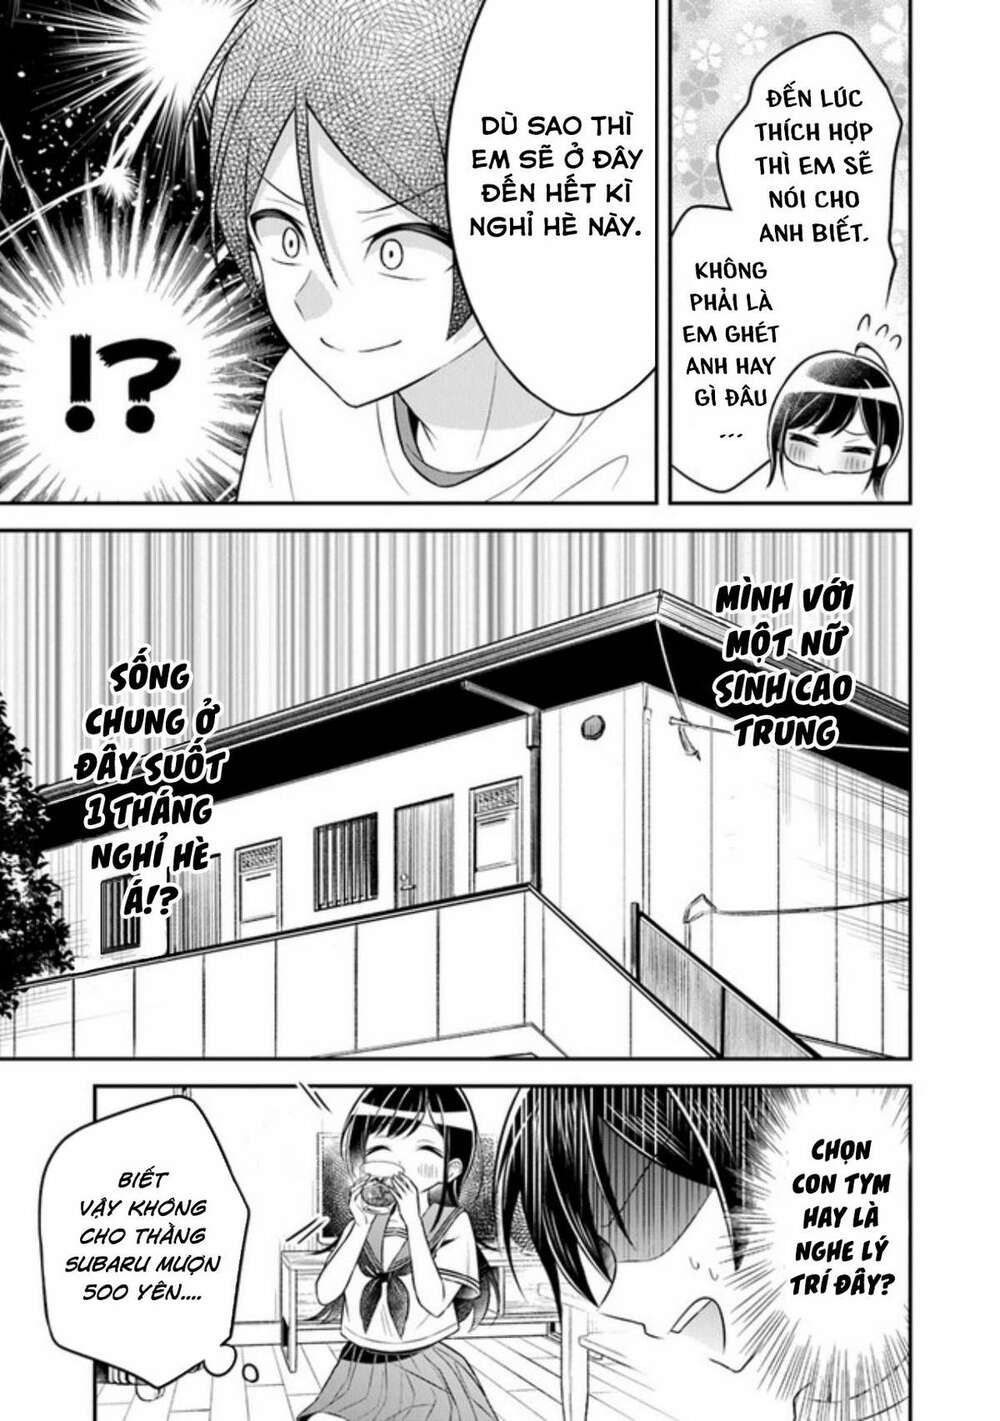 ĐẾN LÚC
THÍCH HỢP
THÌ EM SẼ
NÓI CHO
ANH BIẾT.
KHÔNG
PHẢI LÀ
EM GHÉT
ANH HAY
GÌ ĐÂU
...
DÙ SAO THÌ
EM SẼ Ở ĐÂY
ĐẾN HẾT KÌ
NGHỈ HÈ NÀY.
!?
MÌNH VỚI
MỘT NỮ
SINH CAO
TRUNG
SỐNG
CHUNG Ở
ĐÂY SUỐT
1 THÁNG
NGHỈ HÈ
Á!?
CHỌN
CON TYM
HAY LÀ
NGHE LÝ
TRÍ ĐÂY?
BIẾT
VẬY KHÔNG
CHO THẰNG
SUBARU MƯỢN
500 YÊN....